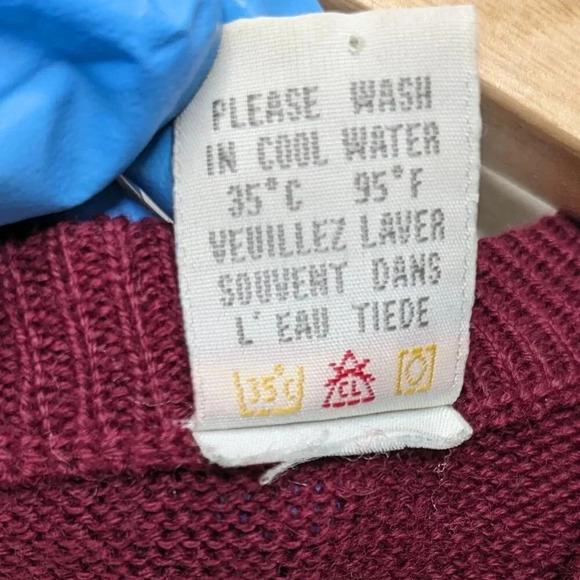 PLEASE WASH
IN COOL WATER
35°C 95°F
VEUILLEZ LAVER
SOUVENT DANS
L'EAU TIEDE
35°C CL